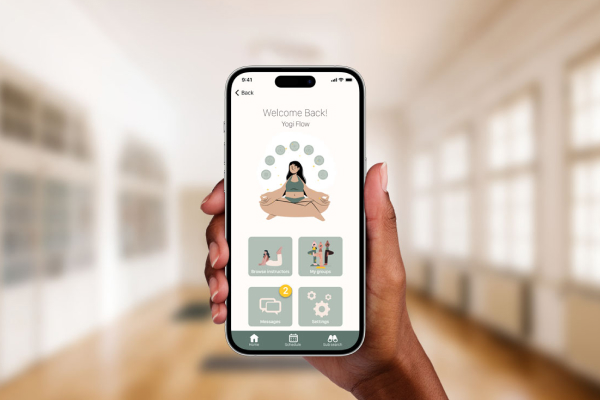 9:41
Back
Welcome Back!
Yogi Flow
Browse Instructors
My groups
2
Messages
Settings
Home
Schedule
Sub search